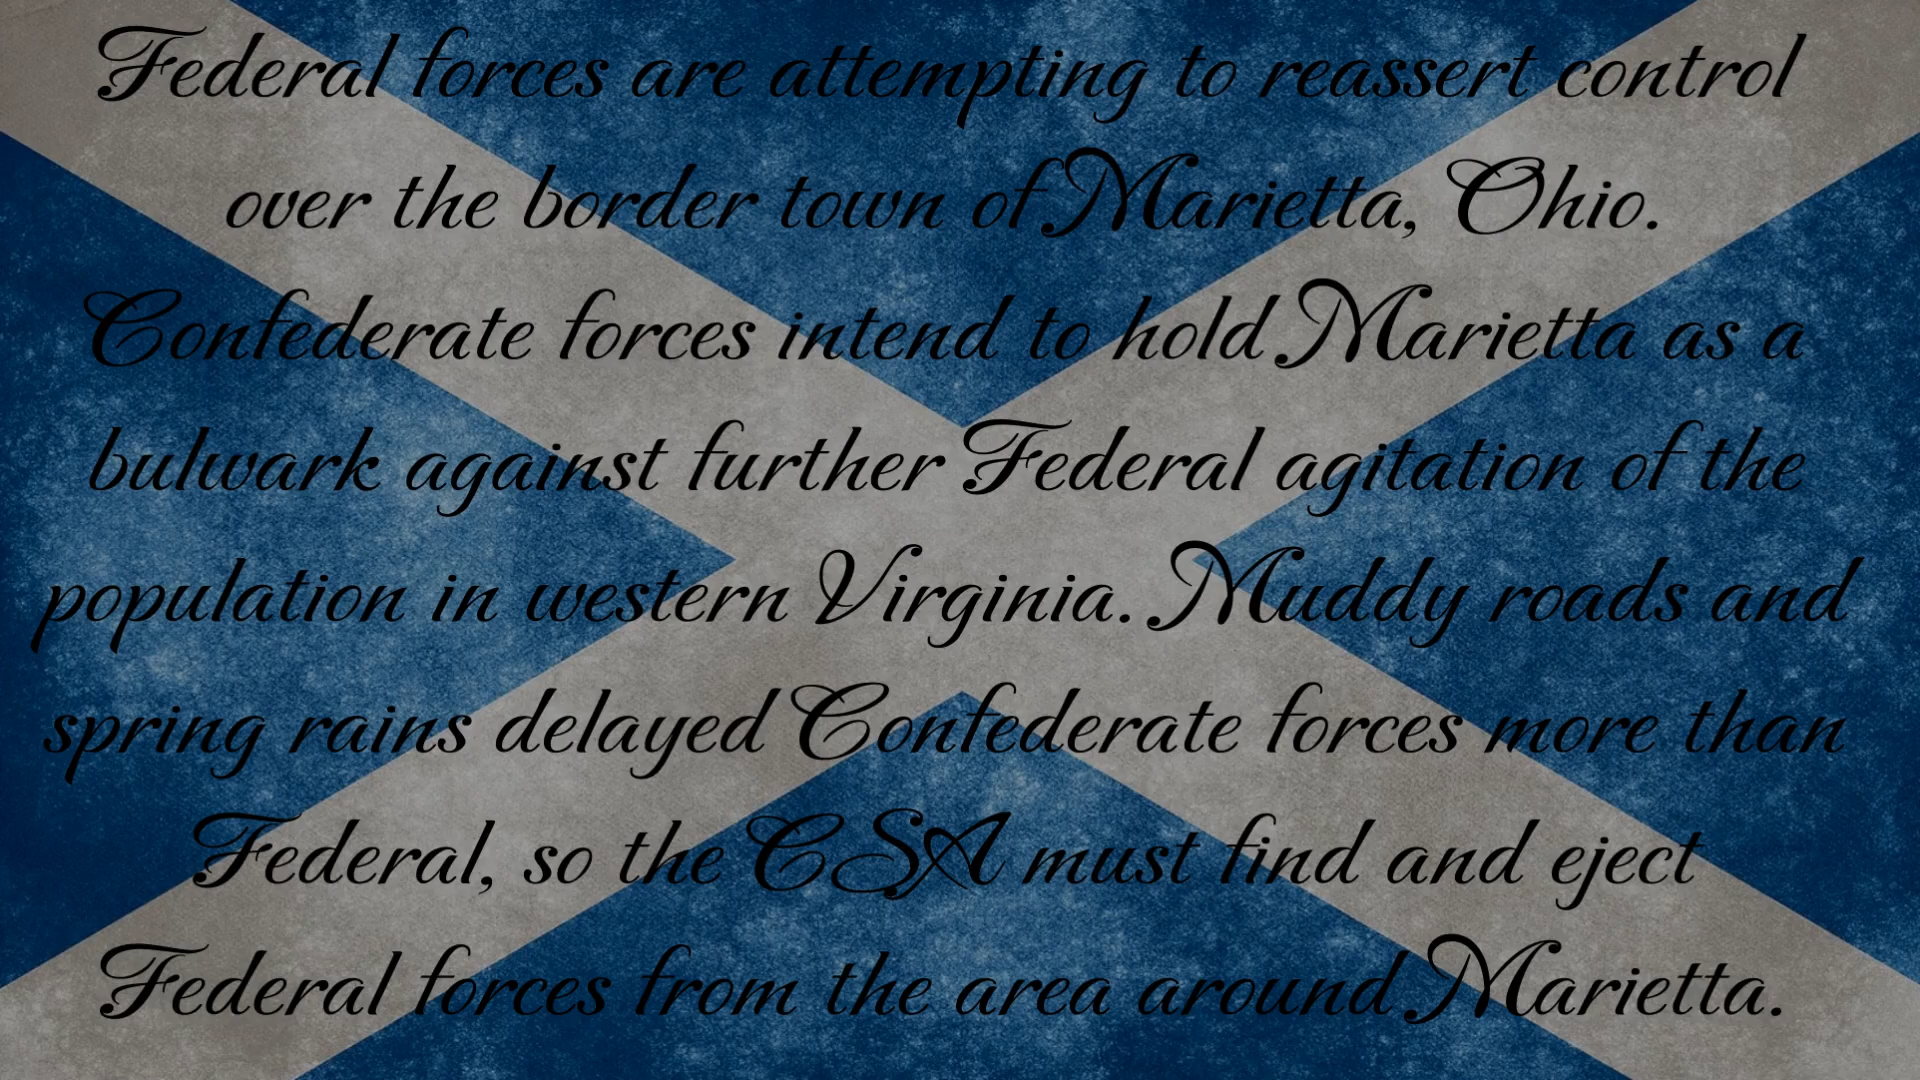 Federal forces are attempting to reassert control
over the border town of Marietta, Ohio.
Confederate forces intend to hold Marietta as a
bulwark against further Federal agitation of the
population in western Virginia. Muddy roads and
spring rains delayed Confederate forces more than
Federal, so the CSA must find and eject
Federal forces from the area around Marietta.